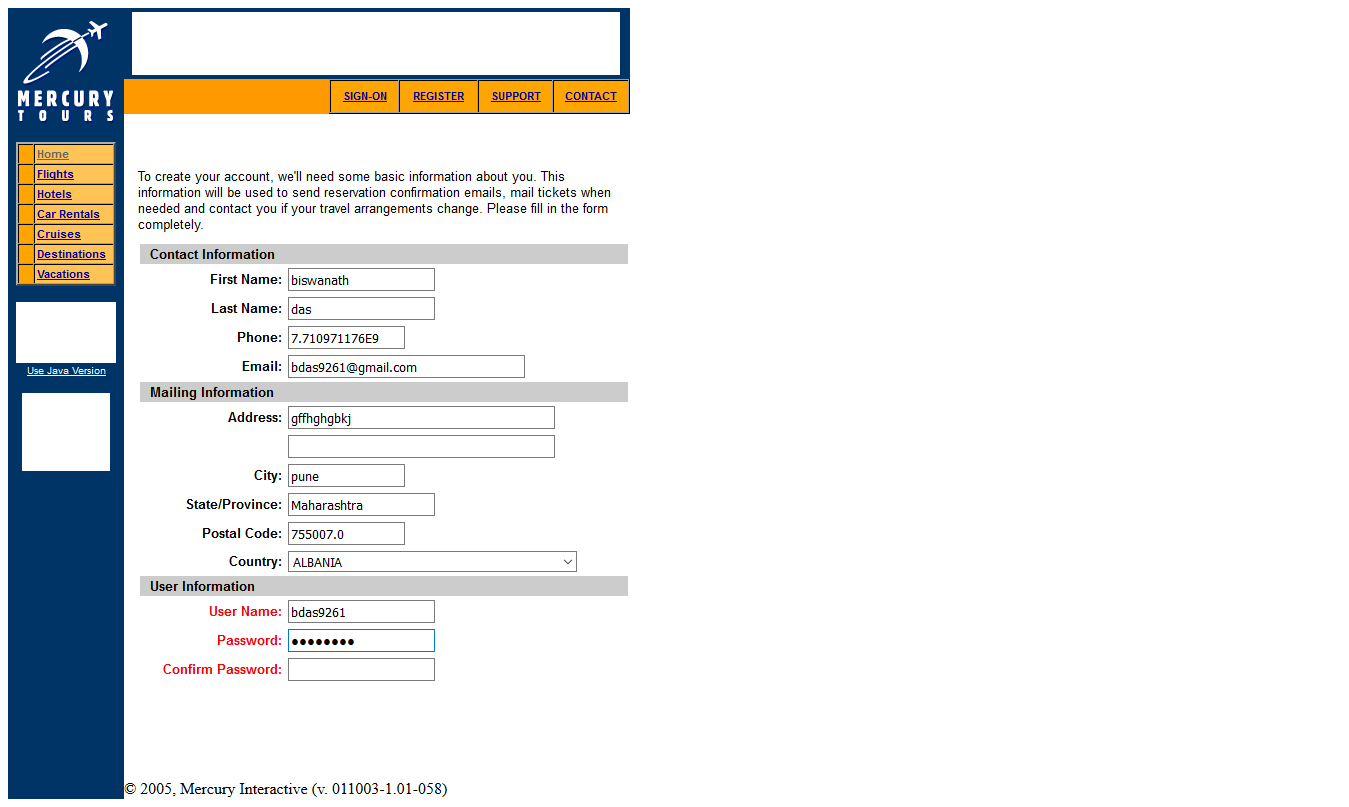 MERCURY
TOURS
SIGN-ON REGISTER SUPPORT CONTACT
Home
Flights
Hotels
Car Rentals
Cruises
Destinations
Vacations
Use Java Version
To create your account, we'll need some basic information about you. This
information will be used to send reservation confirmation emails, mail tickets when
needed and contact you if your travel arrangements change. Please fill in the form
completely.
Contact Information
First Name: biswanath
Last Name: das
Phone: 7.710971176E9
Email: bdas9261@gmail.com
Mailing Information
Address: gffhghgbkj
City: pune
State/Province: Maharashtra
Postal Code: 755007.0
Country: ALBANIA
User Information
User Name: bdas9261
Password: ●●●●●●●●
Confirm Password:
© 2005, Mercury Interactive (v. 011003-1.01-058)